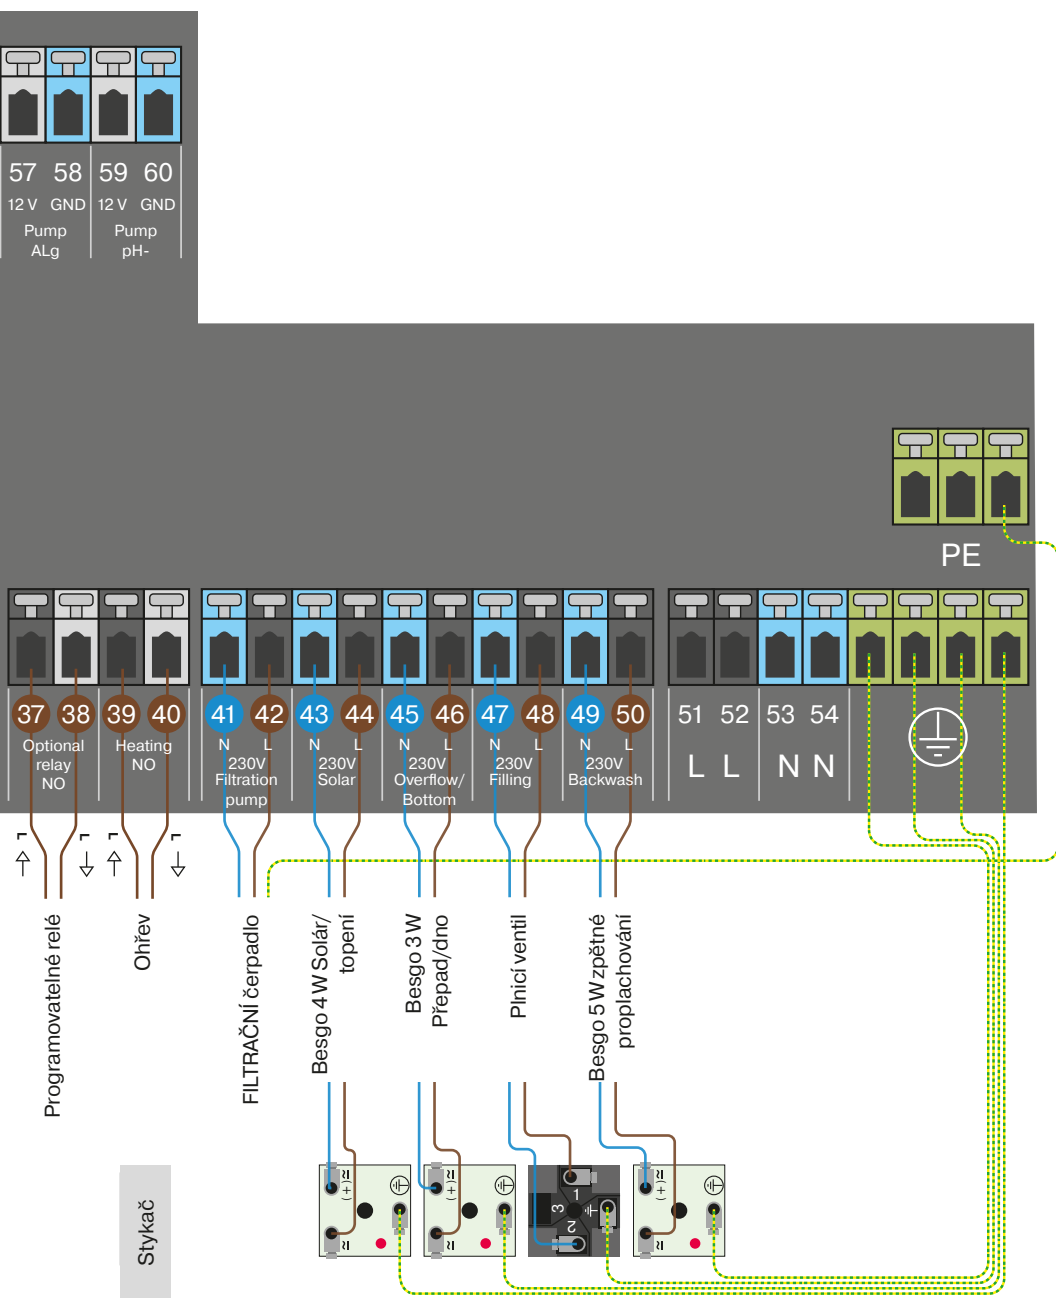 57 58 59 60
12 V GND 12 V GND
Pump Pump
ALg pH-
PE
37 38 39 40 41 42 43 44 45 46 47 48 49 50 51 52 53 54
Optional
relay
NO
Heating
NO
N L N L N L N L N L
230V
Filtration
pump
230V
Solar
230V
Overflow/
Bottom
230V
Filling
230V
Backwash
L L N N
L L L L
Programovatelné relé
Ohřev
FILTRAČNÍ čerpadlo
Besgo 4 W Solár/
topení
Besgo 3 W
Přepad/dno
Plnicí ventil
Besgo 5 W zpětné
proplachování
Stykač
≈ (+)
≈
≈ (+)
≈
1
3
2
≈ (+)
≈